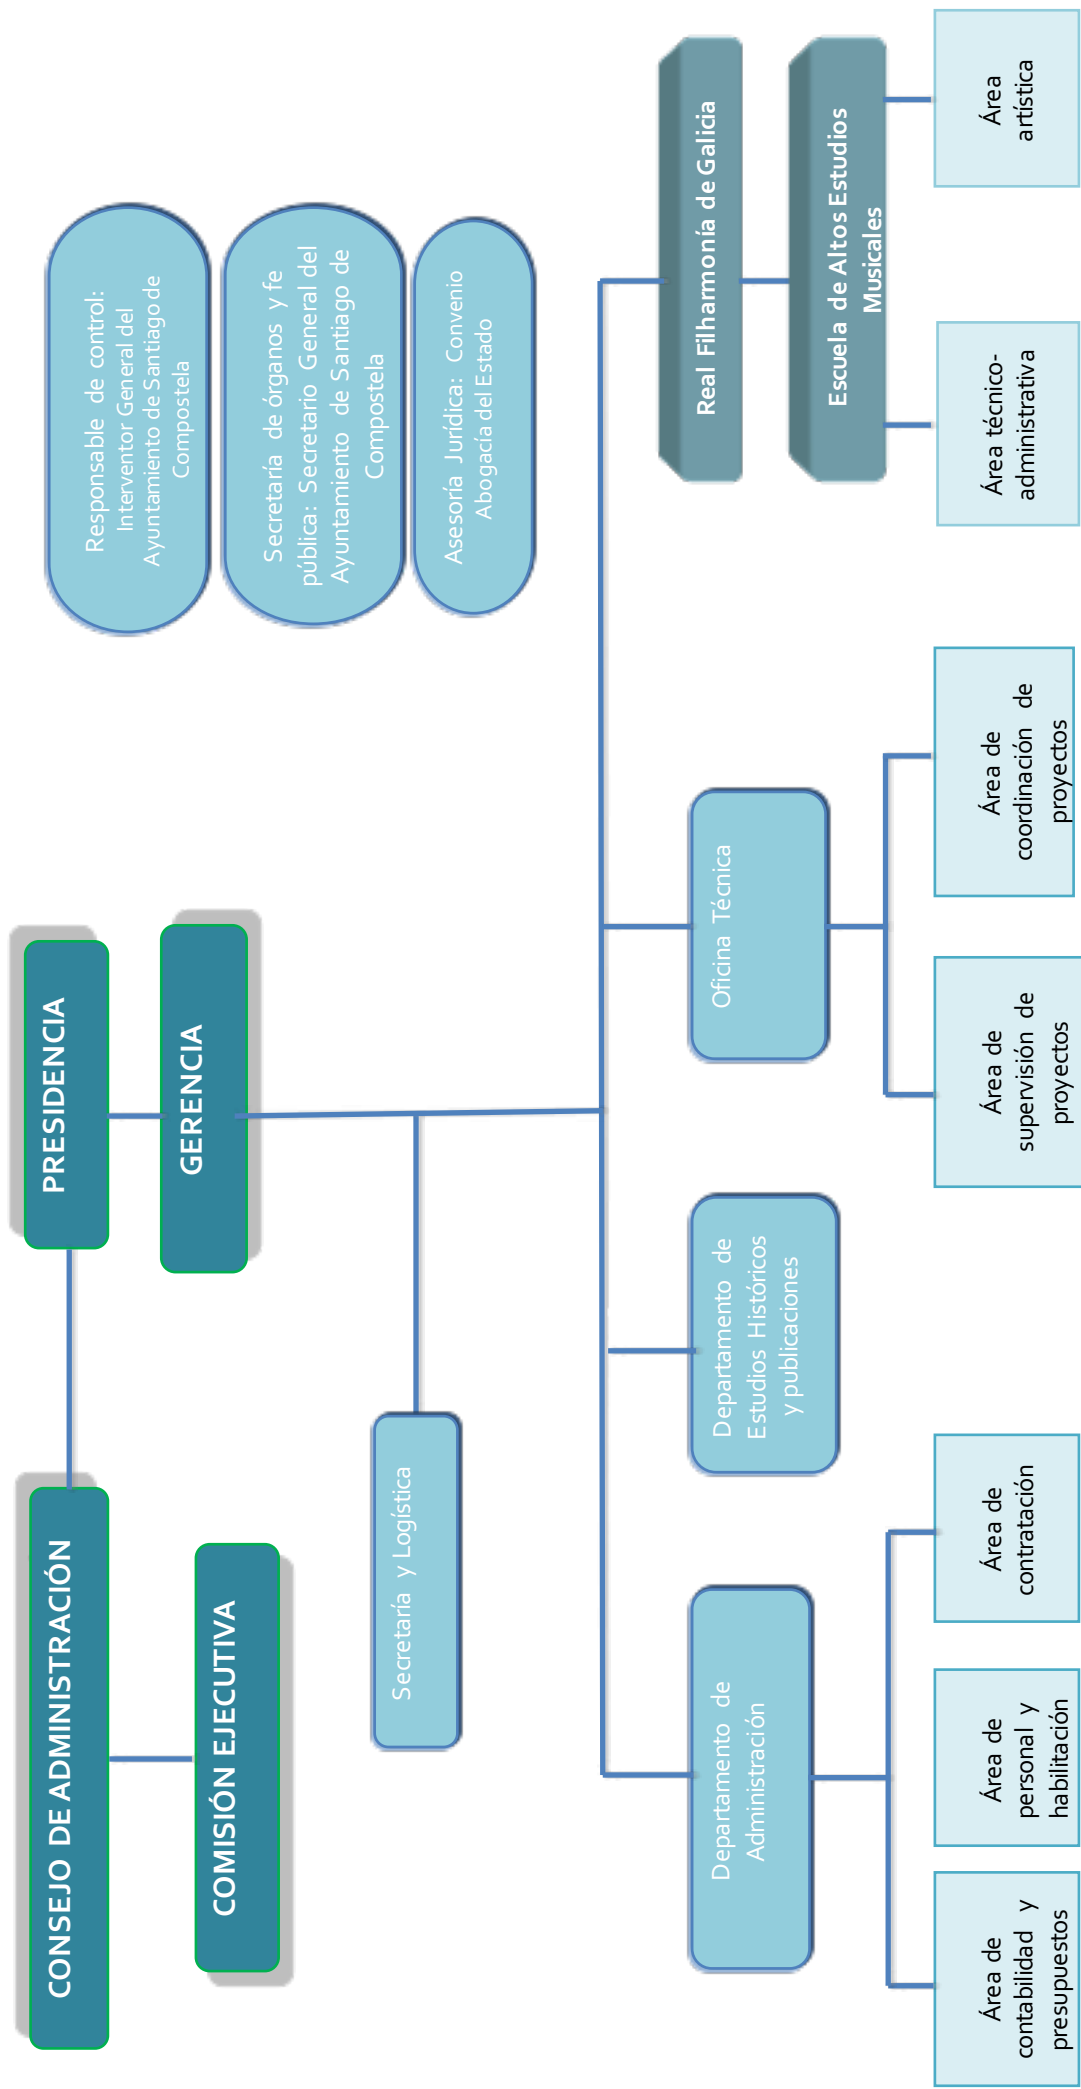 CONSEJO DE ADMINISTRACIÓN
PRESIDENCIA
COMISIÓN EJECUTIVA
GERENCIA
Responsable de control:
Interventor General del
Ayuntamiento de Santiago de
Compostela
Secretaría de órganos y fe
pública: Secretario General del
Ayuntamiento de Santiago de
Compostela
Asesoría Jurídica: Convenio
Abogacía del Estado
Secretaría y Logística
Departamento de
Administración
Departamento de
Estudios Históricos
y publicaciones
Oficina Técnica
Real Filharmonía de Galicia
Escuela de Altos Estudios
Musicales
Área de
contabilidad y
presupuestos
Área de
personal y
habilitación
Área de
contratación
Área de
supervisión de
proyectos
Área de
coordinación de
proyectos
Área técnico-
administrativa
Área
artística